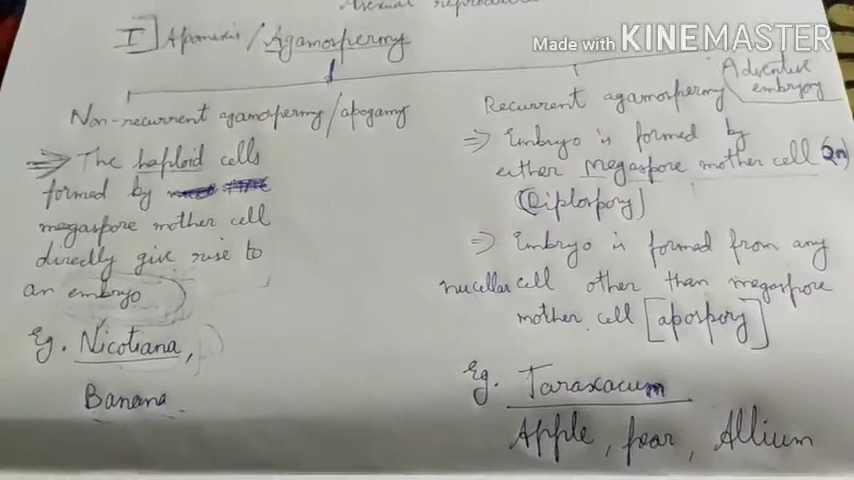 Asexual reprodu
Made with KINEMASTER
I] Apomixis / Agamospermy
Non-recurrent agamospermy/apogamy
⇒ The haploid cells
formed by
megaspore mother cell
directly give rise to
an embryo
Eg. Nicotiana,
Banana
Recurrent agamospermy
Adventive
embryony
⇒ Embryo is formed by
either megaspore mother cell (2n)
(Diplospory)
⇒ Embryo is formed from any
nucellar cell other than megaspore
mother cell [apospory]
Eg. Taraxacum
Apple, pear, Allium